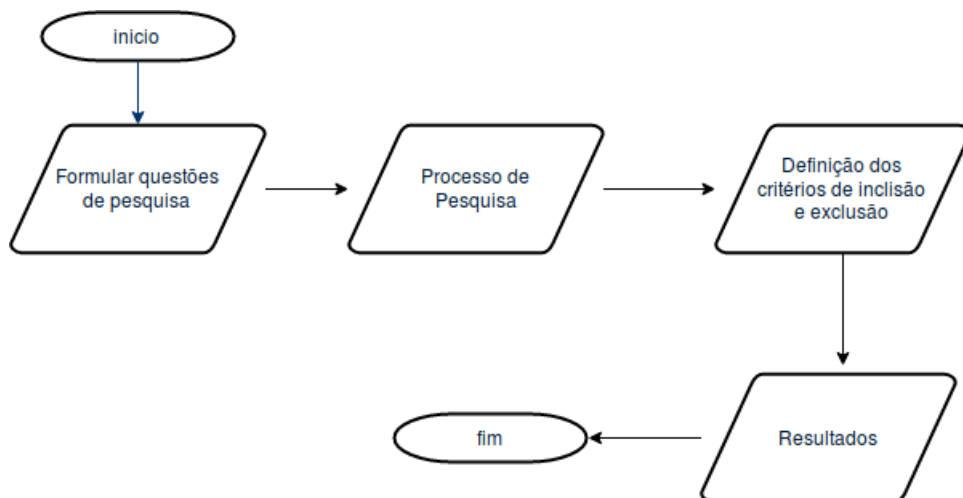 inicio
Formular questões
de pesquisa
Processo de
Pesquisa
Definição dos
critérios de inclisão
e exclusão
Resultados
fim